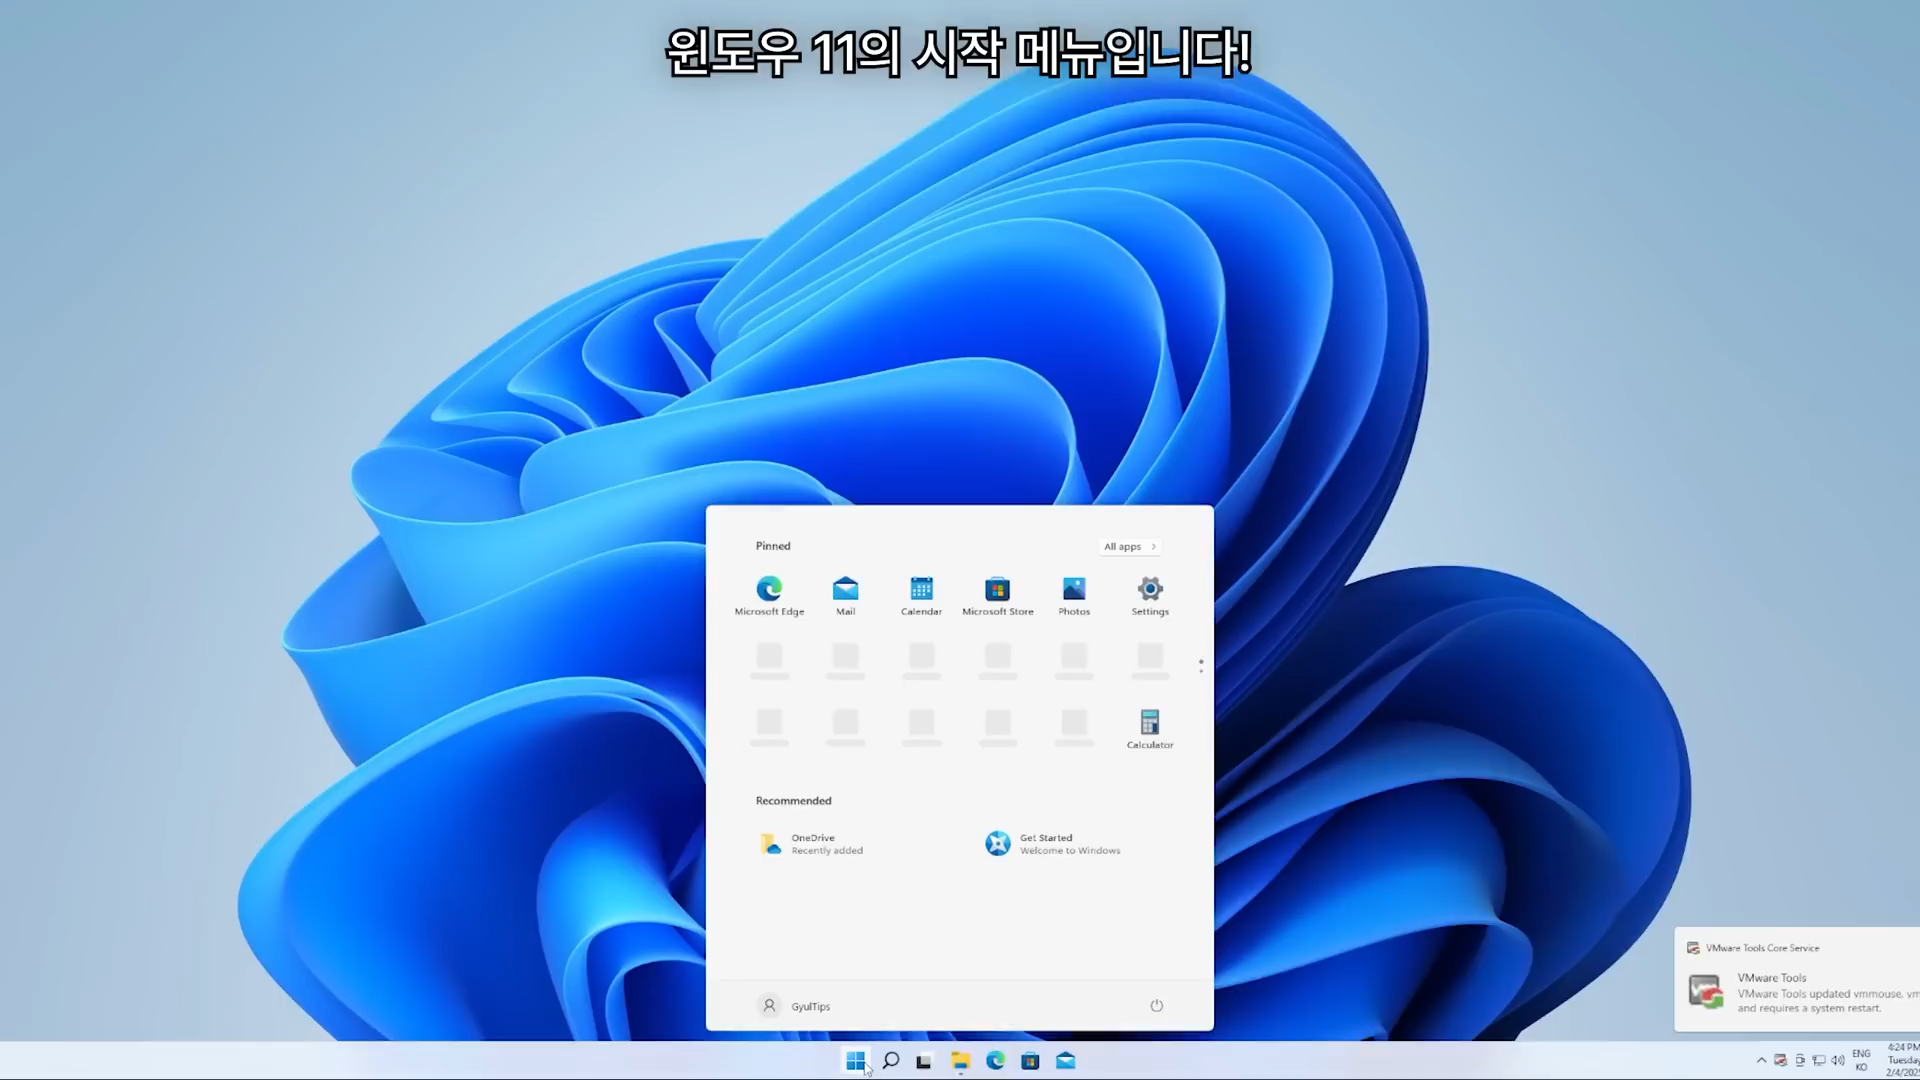 윈도우 11의 시작 메뉴입니다!
Pinned
All apps
Microsoft Edge
Mail
Calendar
Microsoft Store
Photos
Settings
Calculator
Recommended
OneDrive
Recently added
Get Started
Welcome to Windows
GyulTips
VMware Tools Core Service
VMware Tools
VMware Tools updated vmmouse,
and requires a system restart.
ENG
KO
4:24 PM
Tuesday